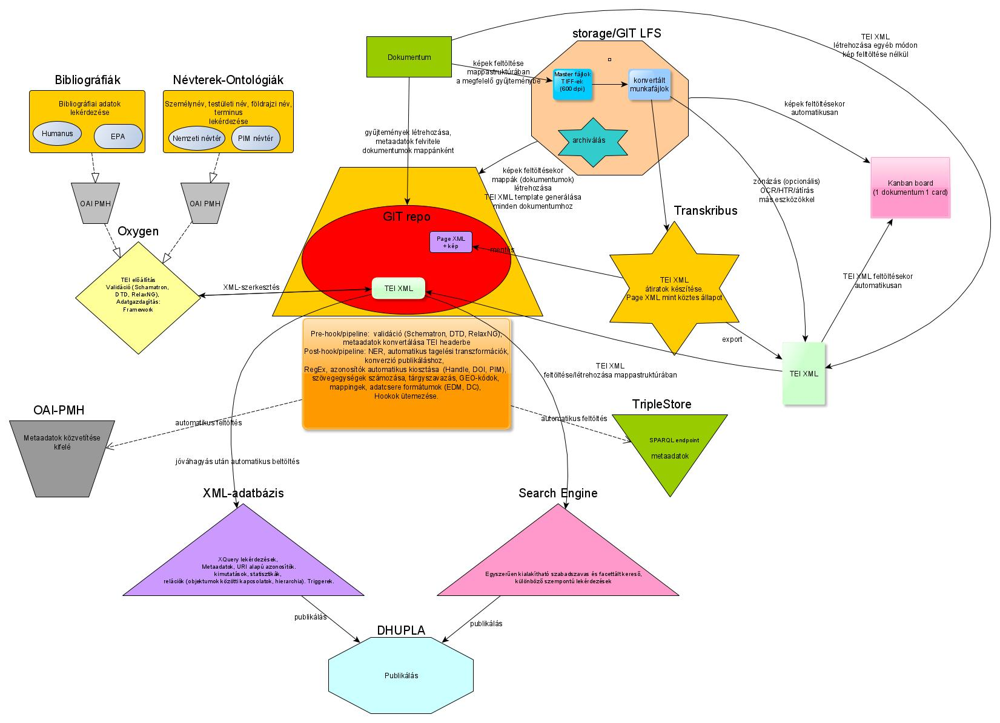 storage/GIT LFS
TEI XML
létrehozása egyéb módon
kép felltöltése nélkül
Dokumentum
képek feltöltése
mappastruktúrában
a megfelelő gyűjteménybe
Master fájlok
TIFF-ek
(600 dpi)
konvertált
munkafájlok
archiválás
Bibliográfiák
Bibliográfiai adatok
lekérdezése
Humanus
EPA
Névterek-Ontológiák
Személynév, testületi név, földrajzi név,
terminus
lekérdezése
Nemzeti névtér
PIM névtér
képek feltöltésekor
automatikusan
gyűjtemények létrehozása,
metaadatok felvitele
dokumentumok mappánként
képek feltöltésekor
mappák (dokumentumok)
létrehozása
TEI XML template generálása
minden dokumentumhoz
zónázás (opcionális)
OCR/HTR/átírás
más eszközökkel
Kanban board
(1 dokumentum 1 card)
OAI PMH
OAI PMH
GIT repo
Page XML
+ kép
mentés
Transkribus
Oxygen
TEI előállítás
Validáció (Schamatron,
DTD, RelaxNG),
Adatgazdagítás:
Framework
XML-szerkesztés
TEI XML
TEI XML
átiratok készítése.
Page XML mint köztes állapot
TEI XML feltöltésekor
automatikusan
export
TEI XML
Pre-hook/pipeline:  validáció (Schematron, DTD, RelaxNG),
metaadatok konvertálása TEI headerbe
Post-hook/pipeline: NER, automatikus tagelési transzformációk,
konverzió publikáláshoz,
RegEx, azonosítók automatikus kiosztása  (Handle, DOI, PIM),
szövegegységek számozása, tárgyszavazás, GEO-kódok,
mappingek, adatcsere formátumok (EDM, DC),
Hookok ütemezése.
TEI XML
feltöltése/létrehozása mappastruktúrában
OAI-PMH
Metaadatok közvetítése
kifelé
automatikus feltöltés
automatikus feltöltés
TripleStore
SPARQL endpoint
metaadatok
jóváhagyás után automatikus beltöltés
XML-adatbázis
XQuery lekérdezések,
Metaadatok, URI alapú azonosítók.
kimutatások, statisztikák,
relációk (objektumok közötti kapcsolatok, hierarchia). Triggerek.
Search Engine
Egyszerűen kialakítható szabadszavas és facettált kereső,
különböző szempontú lekérdezések
publikálás
publikálás
DHUPLA
Publikálás